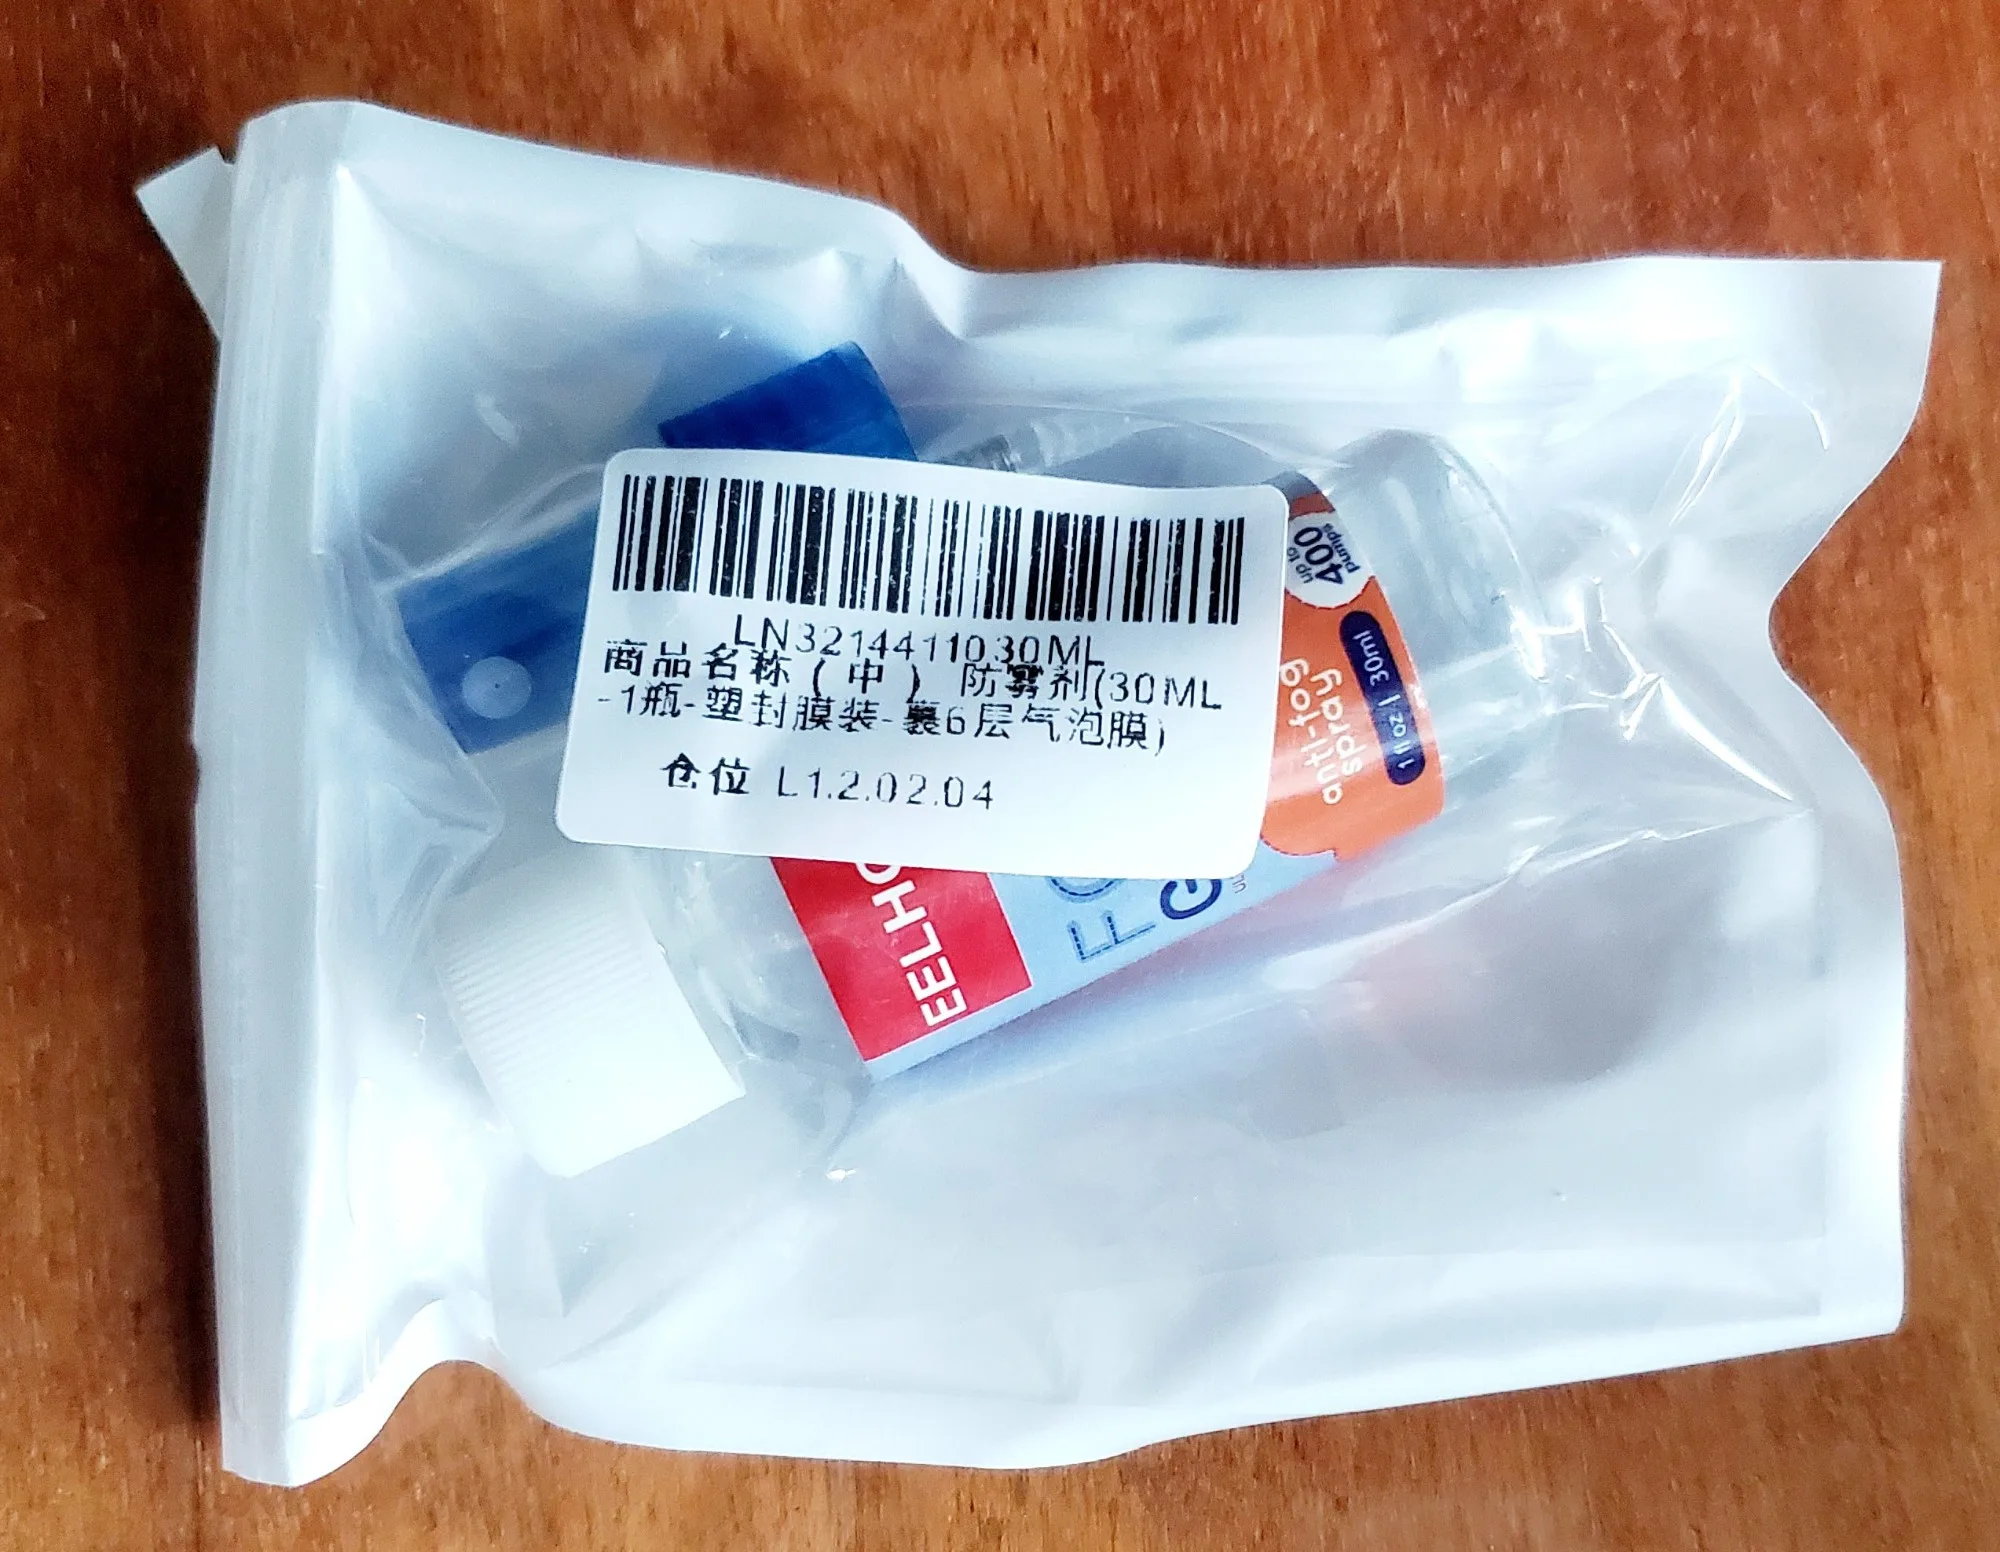 LN3214411030ML
商品名称(中) 防雾剂(30ML
-1瓶-塑封膜装-裹6层气泡膜)
仓位 L1.2.02.04
up to
400
pumps
anti-fog
spray
1 fl oz | 30ml